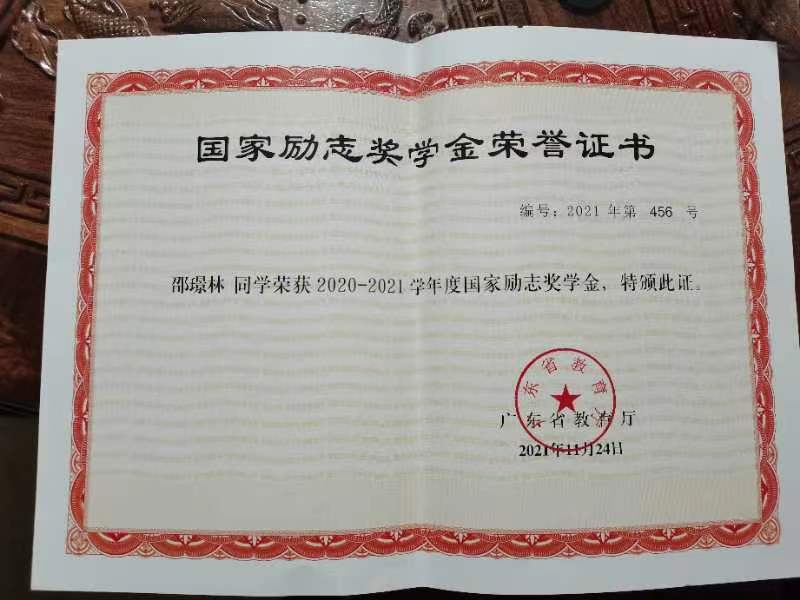 国家励志奖学金荣誉证书
编号：2021 年第 456 号
邵璟林 同学荣获 2020-2021 学年度国家励志奖学金，特颁此证。
广东省教育厅
广东省教育厅
2021年11月24日